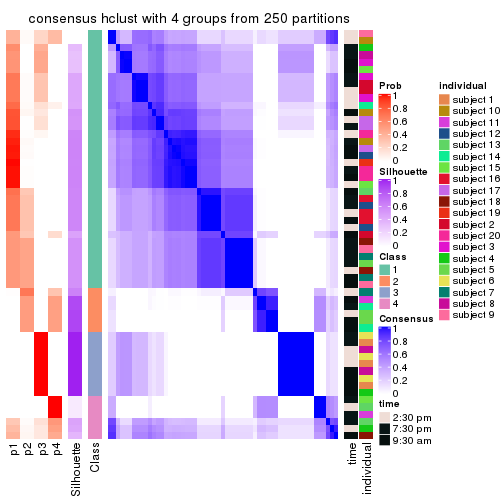 consensus hclust with 4 groups from 250 partitions
Prob
1
0.8
0.6
0.4
0.2
0
Silhouette
1
0.8
0.6
0.4
0.2
0
Class
1
2
3
4
Consensus
1
0.8
0.6
0.4
0.2
0
time
2:30 pm
7:30 pm
9:30 am
Individual
subject 1
subject 10
subject 11
subject 12
subject 13
subject 14
subject 15
subject 16
subject 17
subject 18
subject 19
subject 2
subject 20
subject 3
subject 4
subject 5
subject 6
subject 7
subject 8
subject 9
p1
p2
p3
p4
Silhouette
Class
time
individual